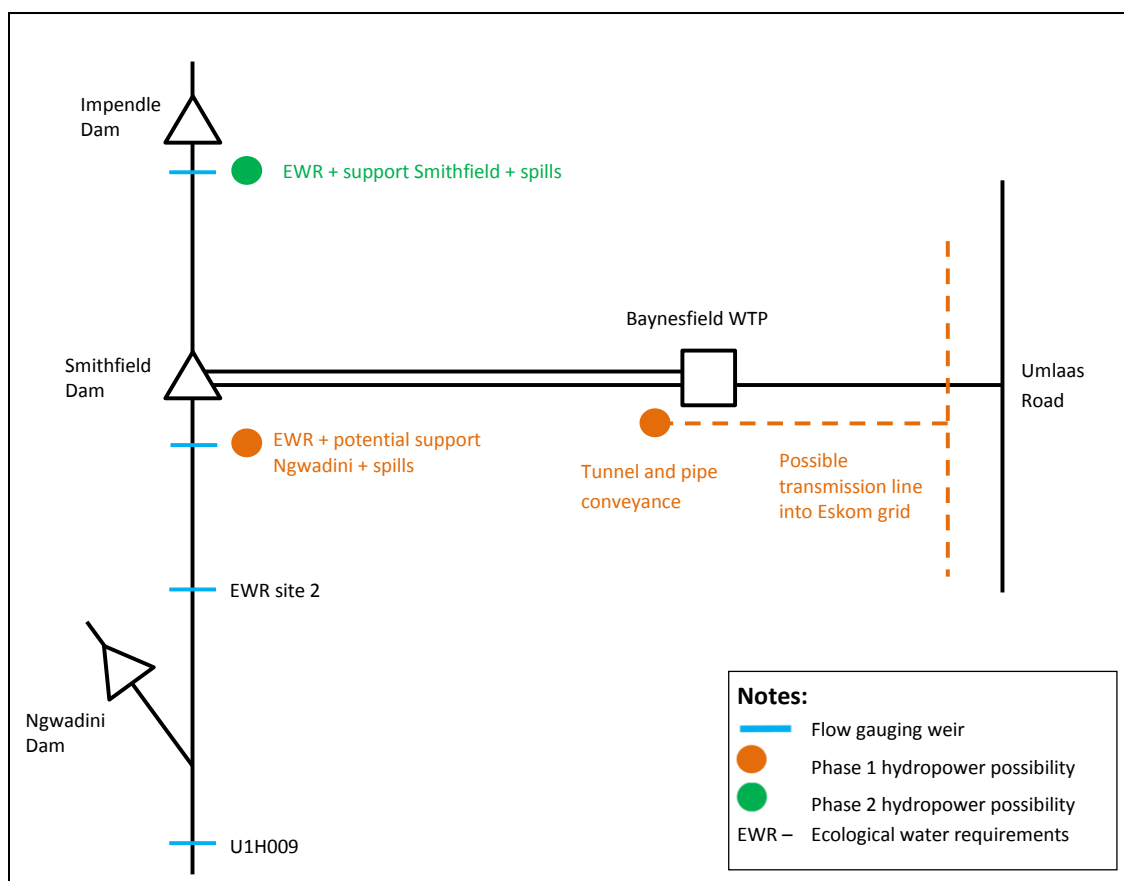 Impendle
Dam
EWR + support Smithfield + spills
Baynesfield WTP
Smithfield
Dam
Umlaas
Road
EWR + potential support
Ngwadini + spills
Tunnel and pipe
conveyance
Possible
transmission line
into Eskom grid
EWR site 2
Ngwadini
Dam
U1H009
Notes:
Flow gauging weir
Phase 1 hydropower possibility
Phase 2 hydropower possibility
EWR – Ecological water requirements